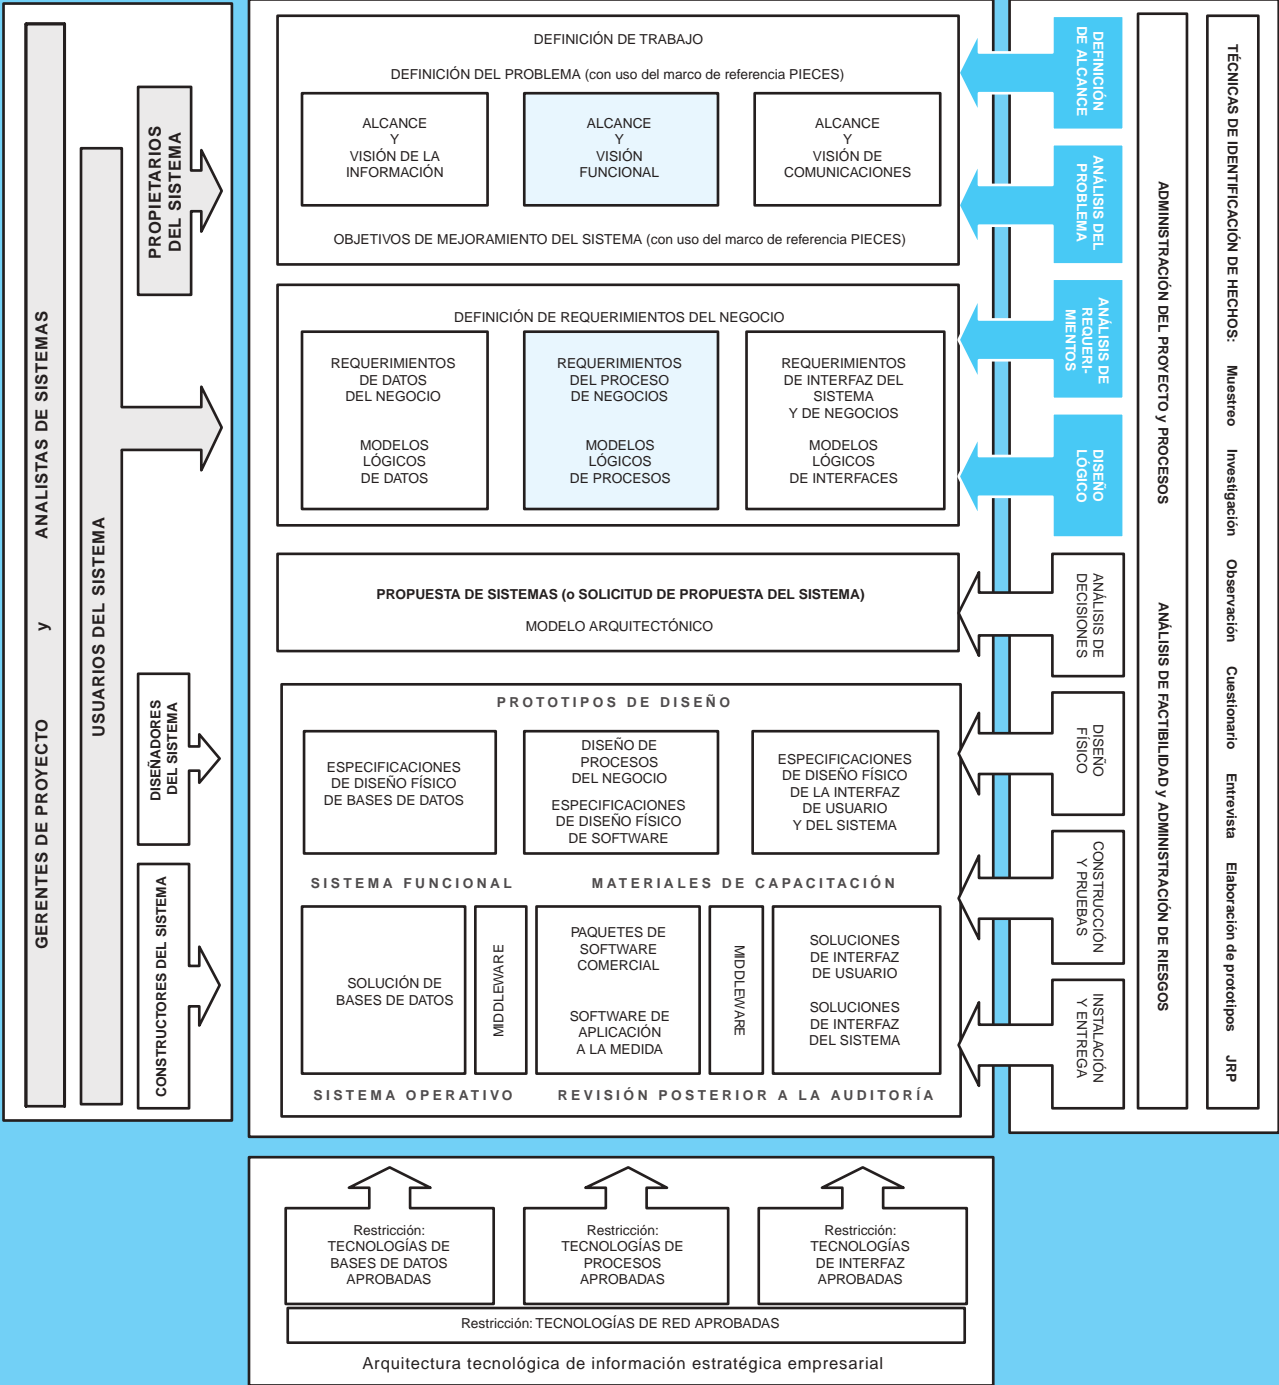 GERENTES DE PROYECTO y ANALISTAS DE SISTEMAS
USUARIOS DEL SISTEMA
PROPIETARIOS
DEL SISTEMA
DISEÑADORES
DEL SISTEMA
CONSTRUCTORES DEL SISTEMA
DEFINICIÓN DE TRABAJO
DEFINICIÓN DEL PROBLEMA (con uso del marco de referencia PIECES)
ALCANCE
Y
VISIÓN DE LA
INFORMACIÓN
ALCANCE
Y
VISIÓN
FUNCIONAL
ALCANCE
Y
VISIÓN DE
COMUNICACIONES
OBJETIVOS DE MEJORAMIENTO DEL SISTEMA (con uso del marco de referencia PIECES)
DEFINICIÓN DE REQUERIMIENTOS DEL NEGOCIO
REQUERIMIENTOS
DE DATOS
DEL NEGOCIO
MODELOS
LÓGICOS
DE DATOS
REQUERIMIENTOS
DEL PROCESO
DE NEGOCIOS
MODELOS
LÓGICOS
DE PROCESOS
REQUERIMIENTOS
DE INTERFAZ DEL
SISTEMA
Y DE NEGOCIOS
MODELOS
LÓGICOS
DE INTERFACES
PROPUESTA DE SISTEMAS (o SOLICITUD DE PROPUESTA DEL SISTEMA)
MODELO ARQUITECTÓNICO
PROTOTIPOS DE DISEÑO
ESPECIFICACIONES
DE DISEÑO FÍSICO
DE BASES DE DATOS
DISEÑO DE
PROCESOS
DEL NEGOCIO
ESPECIFICACIONES
DE DISEÑO FÍSICO
DE SOFTWARE
ESPECIFICACIONES
DE DISEÑO FÍSICO
DE LA INTERFAZ
DE USUARIO
Y DEL SISTEMA
SISTEMA FUNCIONAL
MATERIALES DE CAPACITACIÓN
SOLUCIÓN DE
BASES DE DATOS
MIDDLEWARE
PAQUETES DE
SOFTWARE
COMERCIAL
SOFTWARE DE
APLICACIÓN
A LA MEDIDA
MIDDLEWARE
SOLUCIONES
DE INTERFAZ
DE USUARIO
SOLUCIONES
DE INTERFAZ
DEL SISTEMA
SISTEMA OPERATIVO
REVISIÓN POSTERIOR A LA AUDITORÍA
DEFINICIÓN
DE ALCANCE
ANÁLISIS DEL
PROBLEMA
ANÁLISIS DE
REQUERI-
MIENTOS
DISEÑO
LÓGICO
ANÁLISIS DE
DECISIONES
DISEÑO
FÍSICO
CONSTRUCCIÓN
Y PRUEBAS
INSTALACIÓN
Y ENTREGA
ADMINISTRACIÓN DEL PROYECTO y PROCESOS
ANÁLISIS DE FACTIBILIDAD y ADMINISTRACIÓN DE RIESGOS
TÉCNICAS DE IDENTIFICACIÓN DE HECHOS: Muestreo Investigación Observación Cuestionario Entrevista Elaboración de prototipos JRP
Restricción:
TECNOLOGÍAS DE
BASES DE DATOS
APROBADAS
Restricción:
TECNOLOGÍAS DE
PROCESOS
APROBADAS
Restricción:
TECNOLOGÍAS
DE INTERFAZ
APROBADAS
Restricción: TECNOLOGÍAS DE RED APROBADAS
Arquitectura tecnológica de información estratégica empresarial